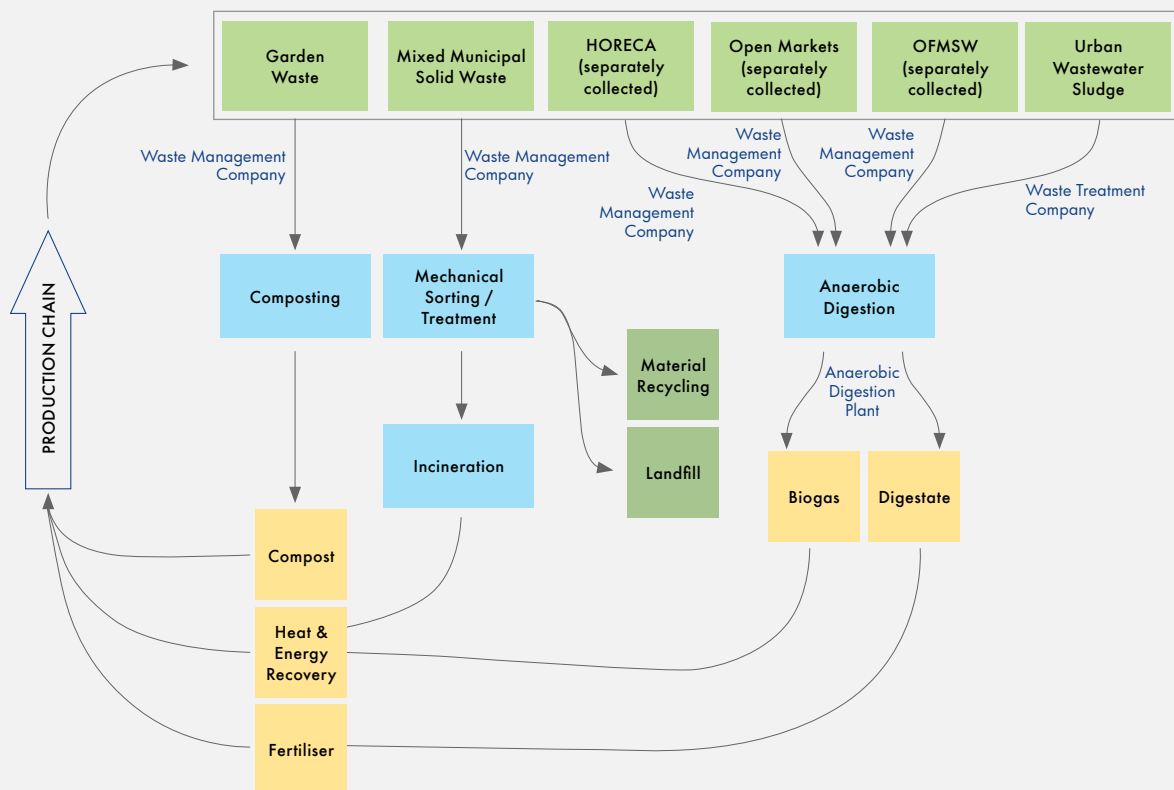 Garden
Waste
Mixed Municipal
Solid Waste
HORECA
(separately
collected)
Open Markets
(separately
collected)
OFMSW
(separately
collected)
Urban
Wastewater
Sludge
Waste Management
Company
Waste Management
Company
Waste
Management
Company
Waste
Management
Company
Waste
Management
Company
Waste Treatment
Company
Composting
Mechanical
Sorting /
Treatment
Anaerobic
Digestion
PRODUCTION CHAIN
Material
Recycling
Anaerobic
Digestion
Plant
Incineration
Landfill
Biogas
Digestate
Compost
Heat &
Energy
Recovery
Fertiliser